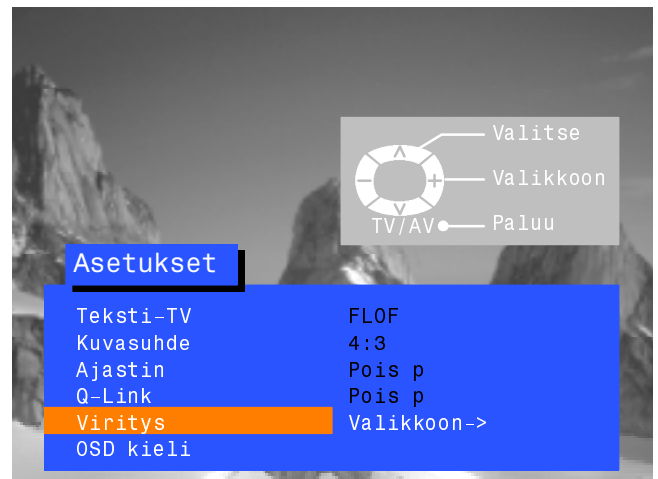 Valitse
Valikkoon
TV/AV Paluu
Asetukset
Teksti-TV FLOF
Kuvasuhde 4:3
Ajastin Pois p
Q-Link Pois p
Viritys Valikkoon->
OSD kieli